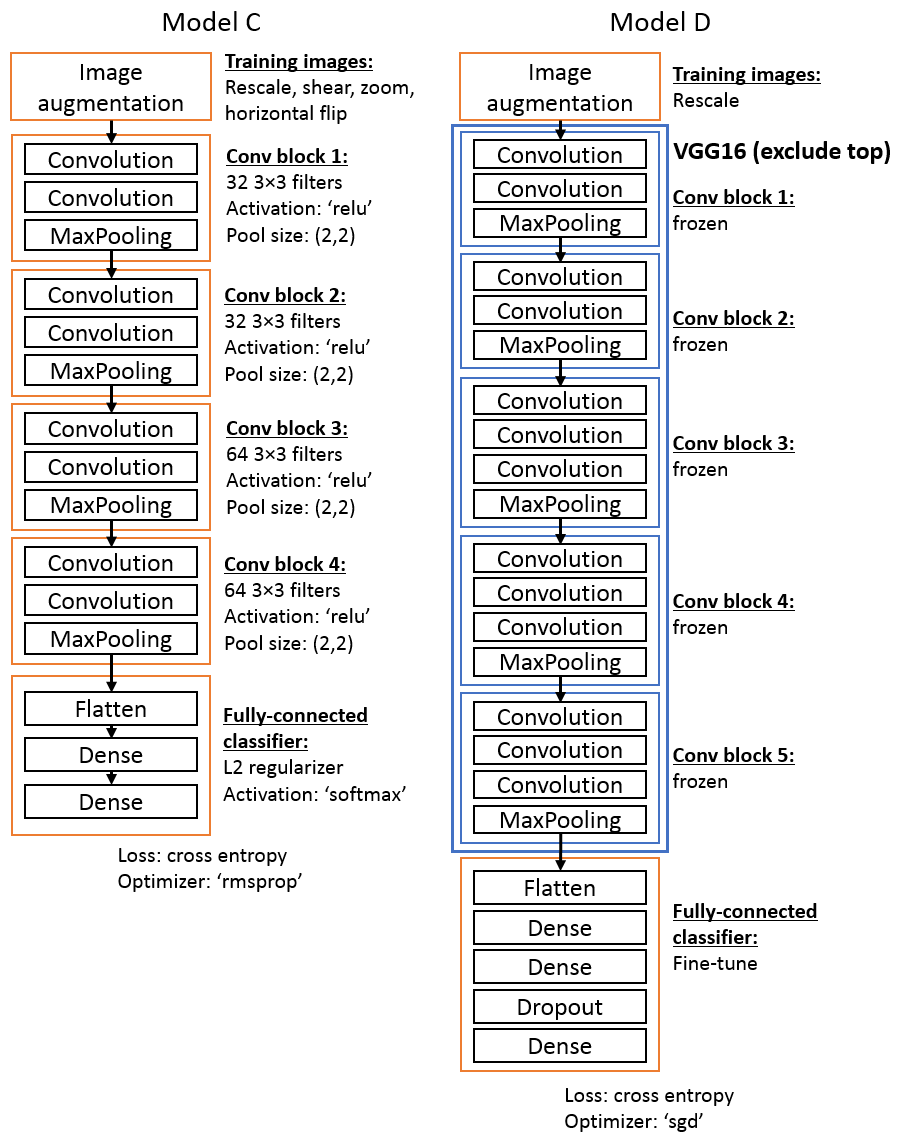 Model C
Image
augmentation
Training images:
Rescale, shear, zoom,
horizontal flip
Convolution
Convolution
MaxPooling
Conv block 1:
32 3×3 filters
Activation: ‘relu’
Pool size: (2,2)
Convolution
Convolution
MaxPooling
Conv block 2:
32 3×3 filters
Activation: ‘relu’
Pool size: (2,2)
Convolution
Convolution
MaxPooling
Conv block 3:
64 3×3 filters
Activation: ‘relu’
Pool size: (2,2)
Convolution
Convolution
MaxPooling
Conv block 4:
64 3×3 filters
Activation: ‘relu’
Pool size: (2,2)
Flatten
Dense
Dense
Fully-connected
classifier:
L2 regularizer
Activation: ‘softmax’
Loss: cross entropy
Optimizer: ‘rmsprop’
Model D
Image
augmentation
Training images:
Rescale
VGG16 (exclude top)
Convolution
Convolution
MaxPooling
Conv block 1:
frozen
Convolution
Convolution
MaxPooling
Conv block 2:
frozen
Convolution
Convolution
Convolution
MaxPooling
Conv block 3:
frozen
Convolution
Convolution
Convolution
MaxPooling
Conv block 4:
frozen
Convolution
Convolution
Convolution
MaxPooling
Conv block 5:
frozen
Flatten
Dense
Dense
Dropout
Dense
Fully-connected
classifier:
Fine-tune
Loss: cross entropy
Optimizer: ‘sgd’